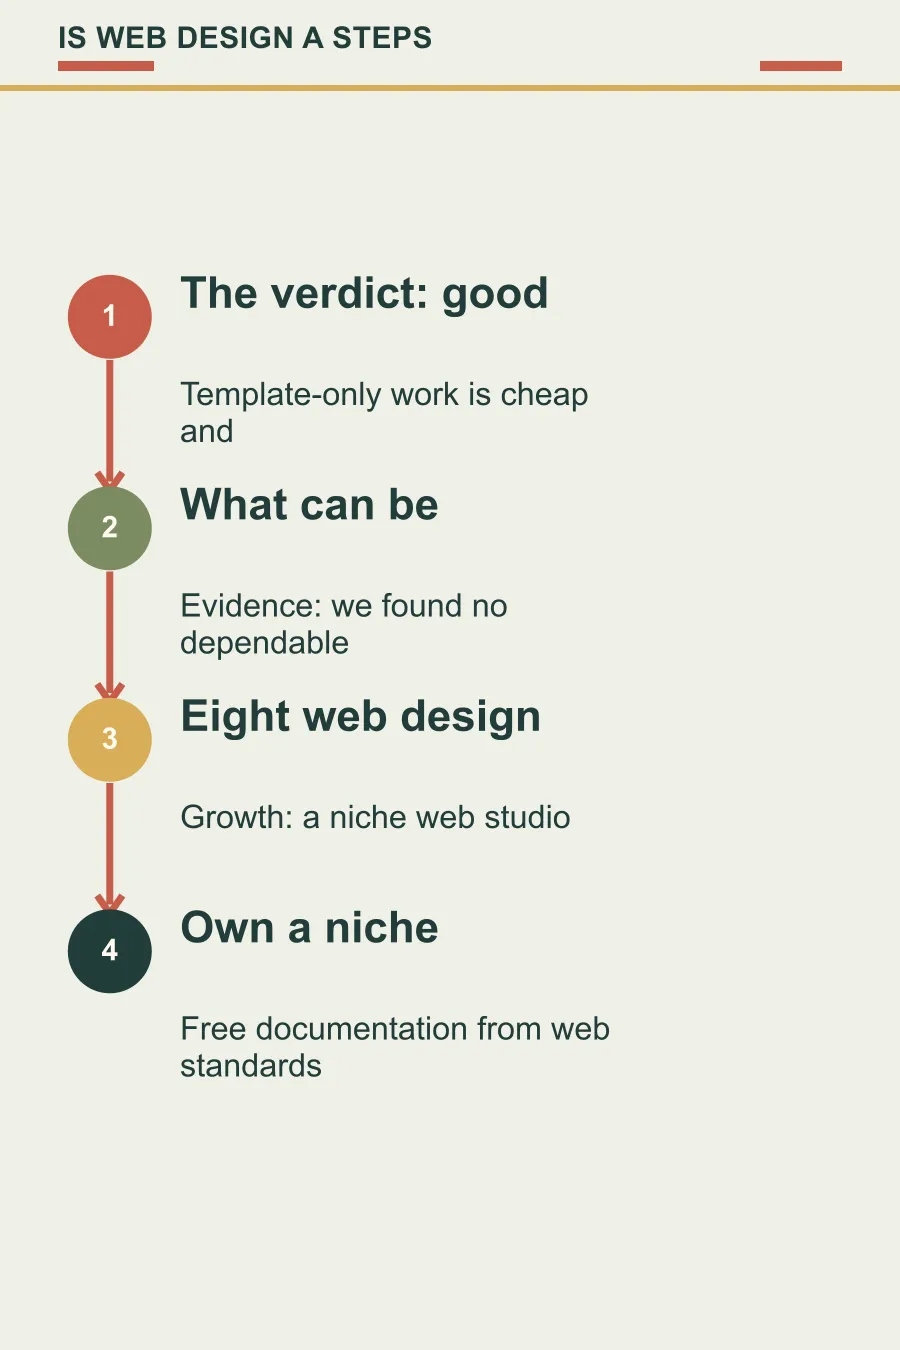 IS WEB DESIGN A STEPS
1
The verdict: good
Template-only work is cheap
and
2
What can be
Evidence: we found no
dependable
3
Eight web design
Growth: a niche web studio
4
Own a niche
Free documentation from web
standards